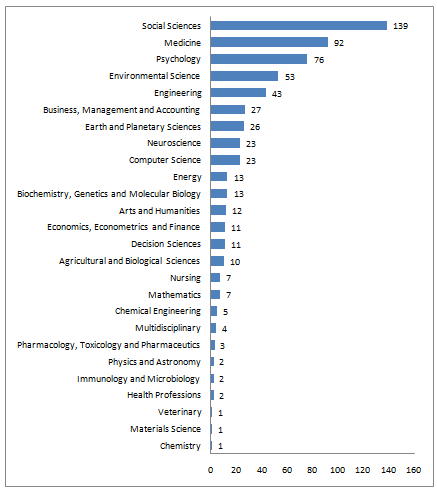 Social Sciences 139
Medicine 92
Psychology 76
Environmental Science 53
Engineering 43
Business, Management and Accounting 27
Earth and Planetary Sciences 26
Neuroscience 23
Computer Science 23
Energy 13
Biochemistry, Genetics and Molecular Biology 13
Arts and Humanities 12
Economics, Econometrics and Finance 11
Decision Sciences 11
Agricultural and Biological Sciences 10
Nursing 7
Mathematics 7
Chemical Engineering 5
Multidisciplinary 4
Pharmacology, Toxicology and Pharmaceutics 3
Physics and Astronomy 2
Immunology and Microbiology 2
Health Professions 2
Veterinary 1
Materials Science 1
Chemistry 1
0 20 40 60 80 100 120 140 160